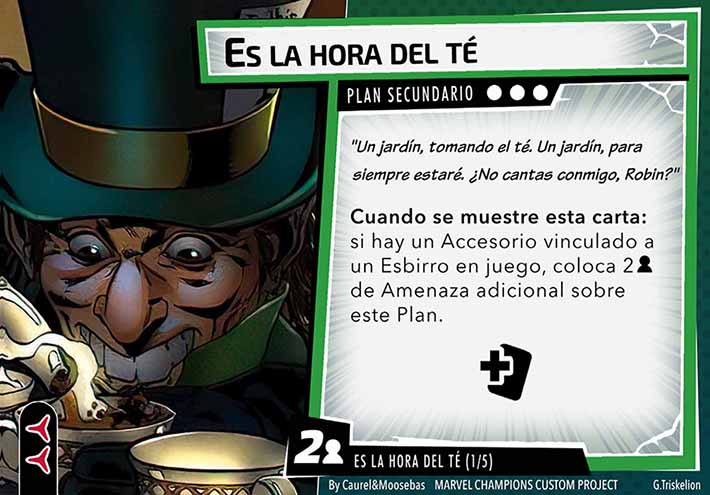 ES LA HORA DEL TÉ
PLAN SECUNDARIO
"Un jardín, tomando el té. Un jardín, para
siempre estaré. ¿No cantas conmigo, Robin?"
Cuando se muestre esta carta:
si hay un Accesorio vinculado a
un Esbirro en juego, coloca 2
de Amenaza adicional sobre
este Plan.
2
ES LA HORA DEL TÉ (1/5)
By Caurel&Moosebas MARVEL CHAMPIONS CUSTOM PROJECT G.Triskelion